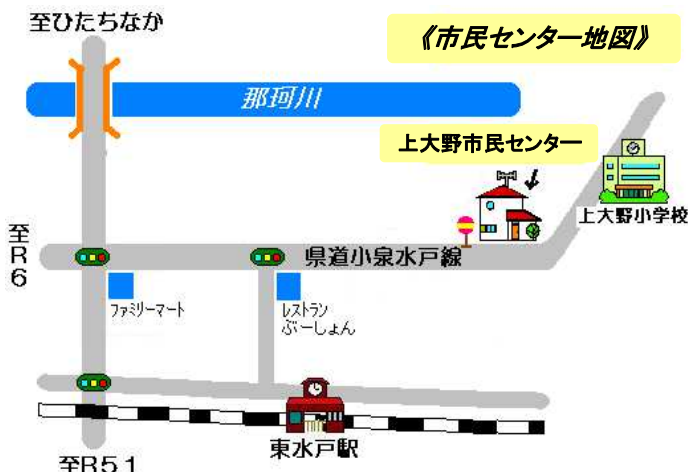 至ひたちなか
《市民センター地図》
那珂川
上大野市民センター
上大野小学校
至R6
県道小泉水戸線
ファミリーマート
レストラン
ぶーしょん
東水戸駅
至R51